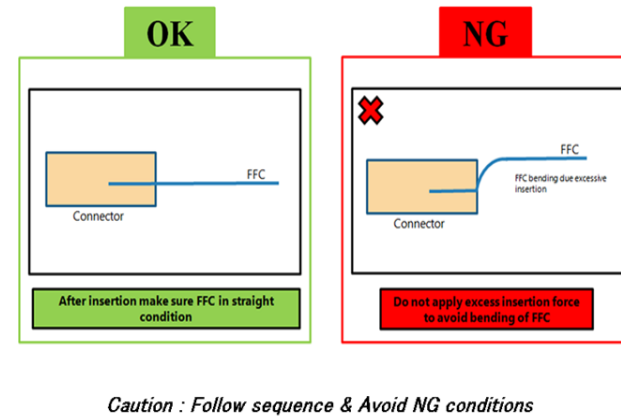 OK
FFC
Connector
After insertion make sure FFC in straight
condition
NG
FFC
FFC bending due excessive
insertion
Connector
Do not apply excess insertion force
to avoid bending of FFC
Caution : Follow sequence & Avoid NG conditions